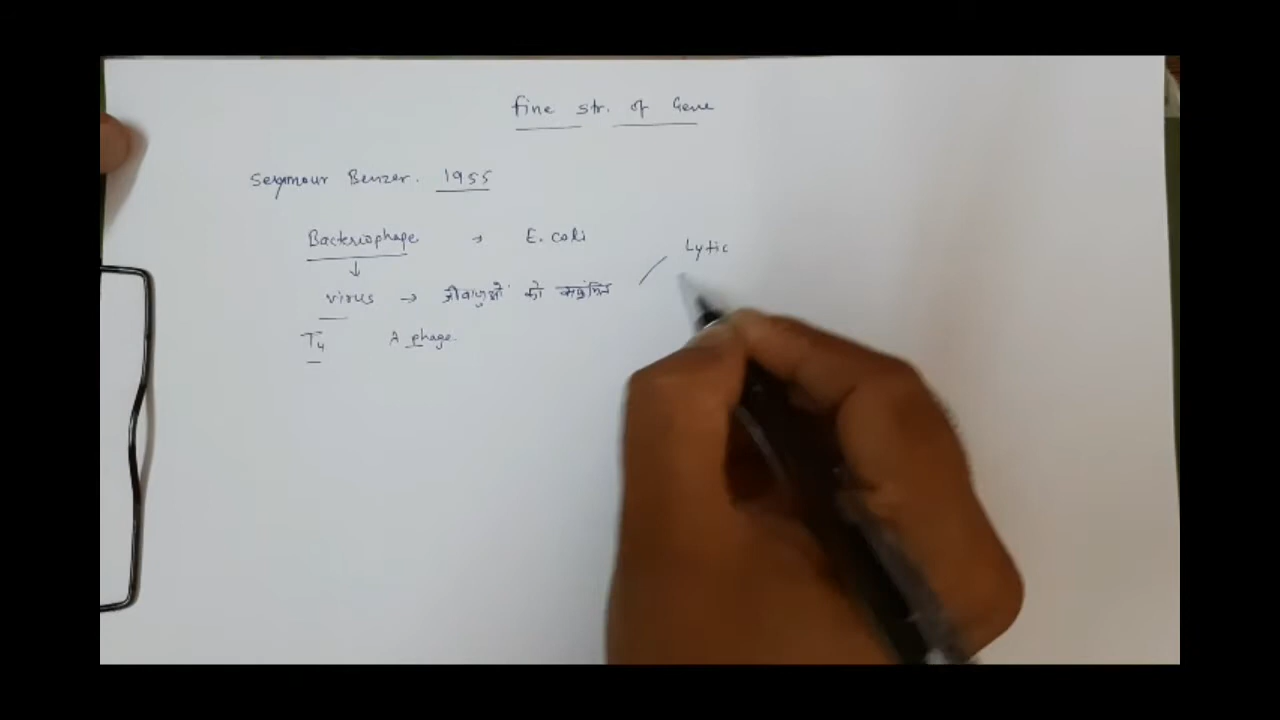 fine str. of Gene
Seymour Benzer. 1955
Bacteriophage → E. coli
↓
virus → जीवाणुओं को संक्रमित / Lytic
T4 λ phage